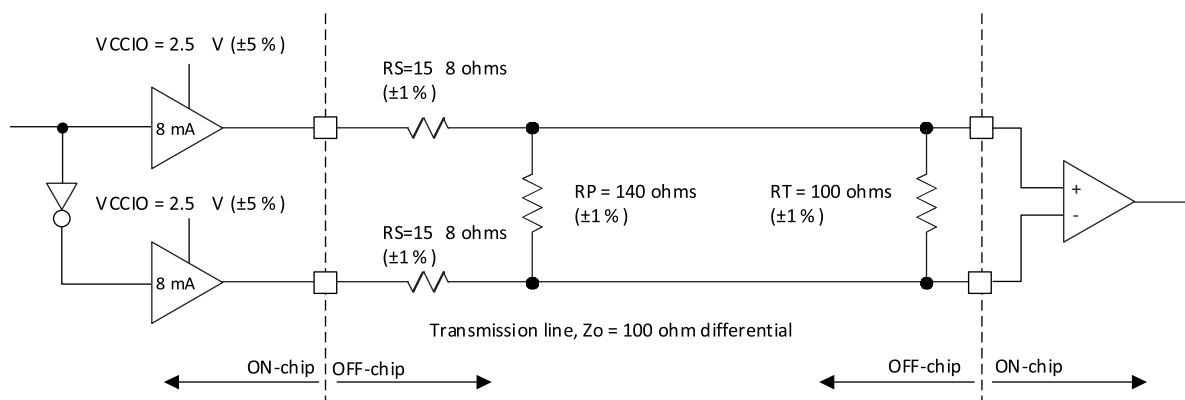 VCCIO = 2.5 V (±5 %)
8 mA
RS=15 8 ohms
(±1 %)
VCCIO = 2.5 V (±5 %)
8 mA
RS=15 8 ohms
(±1 %)
RP = 140 ohms
(±1 %)
RT = 100 ohms
(±1 %)
+
-
Transmission line, Zo = 100 ohm differential
ON-chip OFF-chip
OFF-chip ON-chip